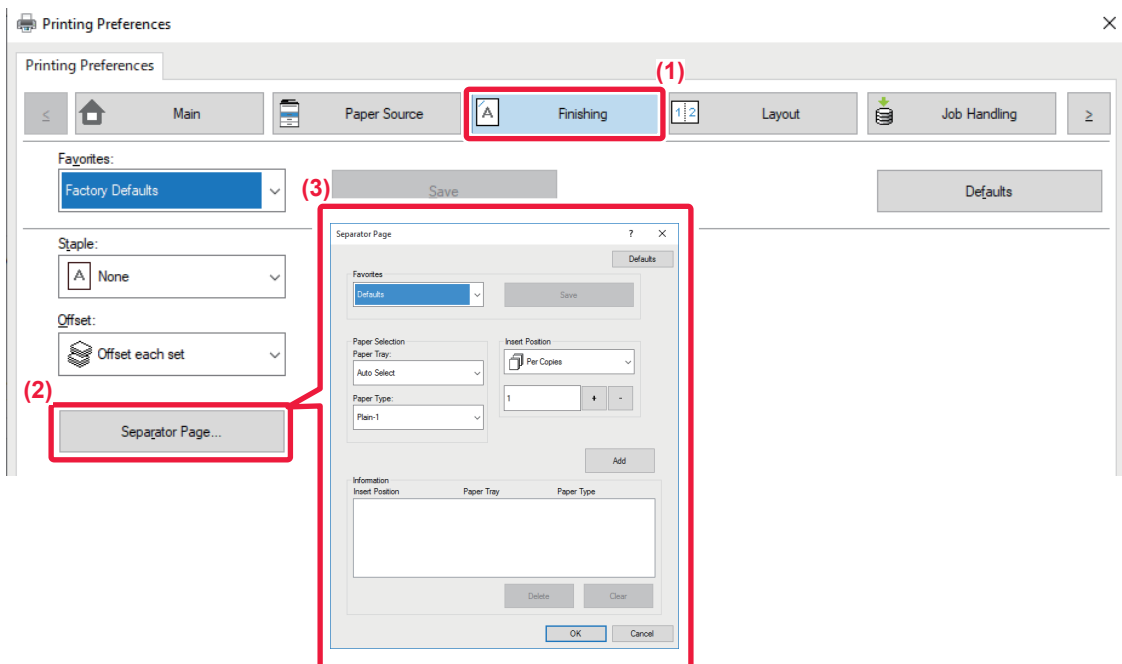 Printing Preferences
Printing Preferences
(1)
< Main Paper Source A Finishing 1 2 Layout Job Handling >
Favorites:
Factory Defaults
(3)
Save
Defaults
Staple:
A None
Offset:
Offset each set
(2)
Separator Page...
Separator Page ?
Defaults
Favorites
Defaults
Save
Paper Selection
Paper Tray:
Auto Select
Paper Type:
Plain-1
Insert Position
Per Copies
1 + -
Add
Information
Insert Position Paper Tray Paper Type
Delete Clear
OK Cancel